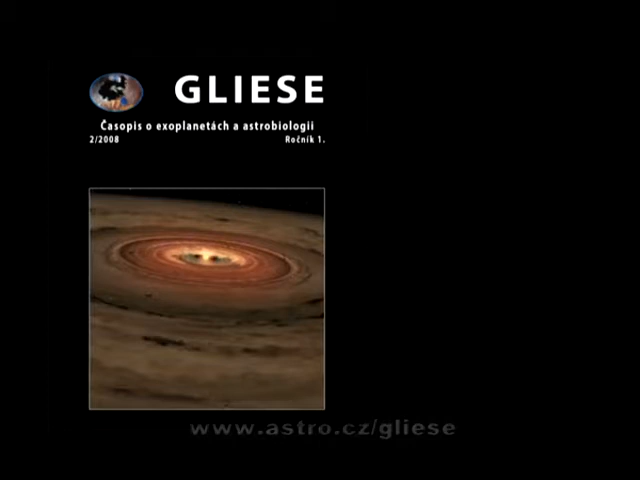 GLIESE
Časopis o exoplanetách a astrobiologii
2/2008 Ročník 1.
www.astro.cz/gliese